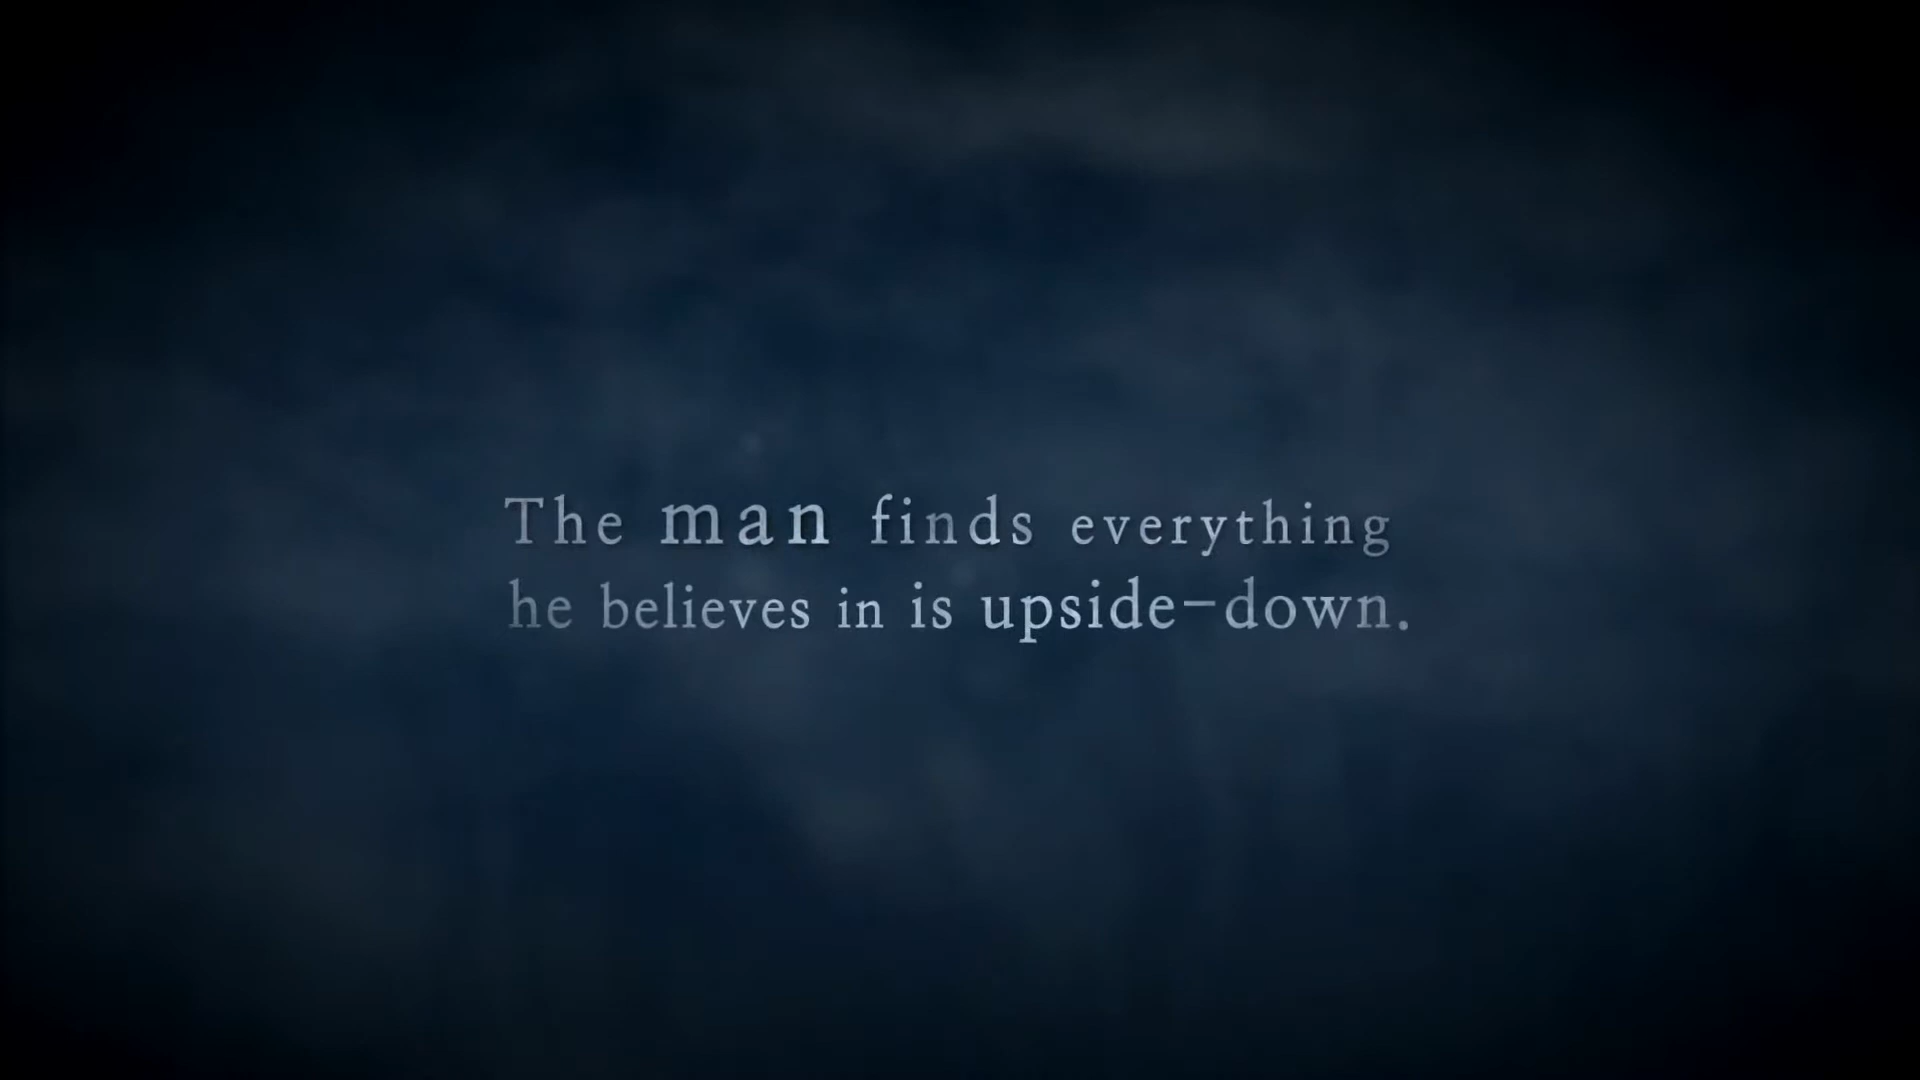 The man finds everything
he believes in is upside-down.